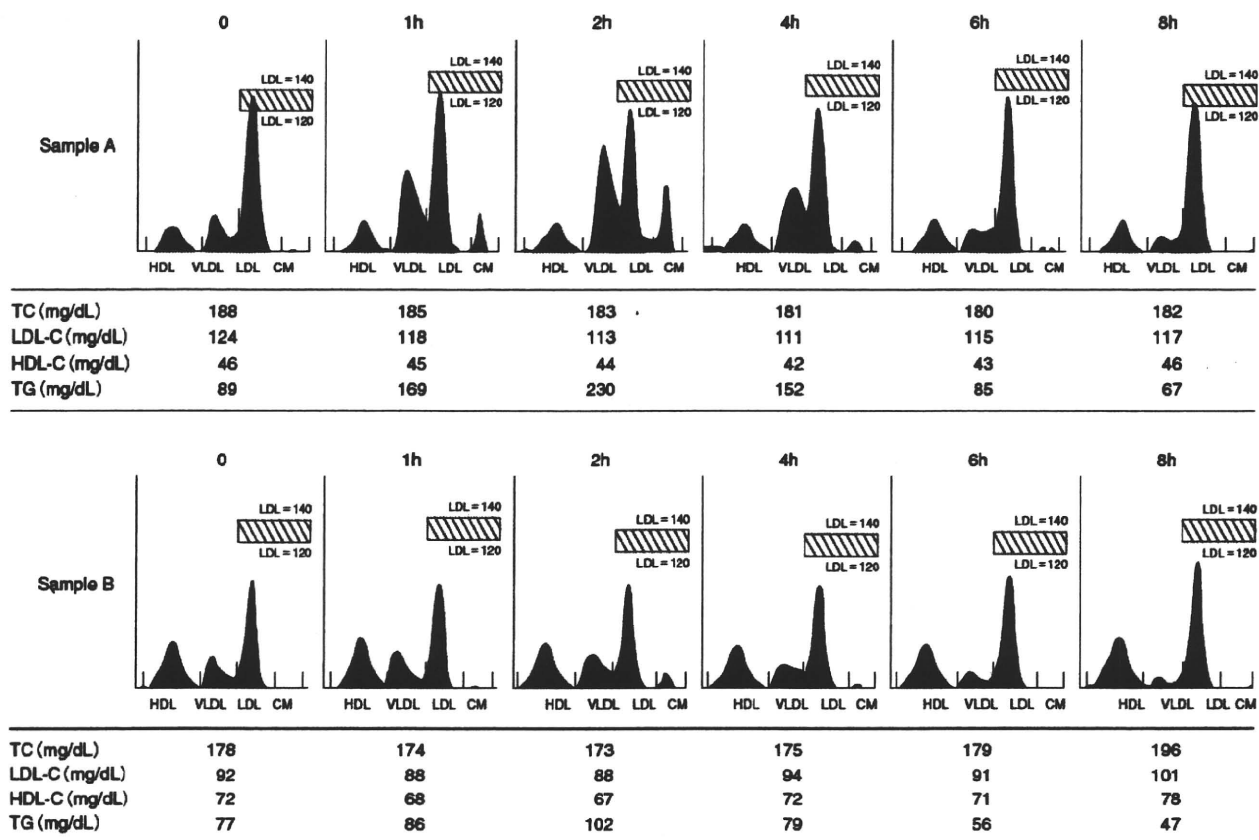 0 1h 2h 4h 6h 8h
LDL = 140 LDL = 140 LDL = 140 LDL = 140 LDL = 140 LDL = 140
LDL = 120 LDL = 120 LDL = 120 LDL = 120 LDL = 120 LDL = 120
Sample A
HDL VLDL LDL CM HDL VLDL LDL CM HDL VLDL LDL CM HDL VLDL LDL CM HDL VLDL LDL CM HDL VLDL LDL CM
TC (mg/dL) 188 185 183 181 180 182
LDL-C (mg/dL) 124 118 113 111 115 117
HDL-C (mg/dL) 46 45 44 42 43 46
TG (mg/dL) 89 169 230 152 85 67
0 1h 2h 4h 6h 8h
LDL = 140 LDL = 140 LDL = 140 LDL = 140 LDL = 140 LDL = 140
LDL = 120 LDL = 120 LDL = 120 LDL = 120 LDL = 120 LDL = 120
Sample B
HDL VLDL LDL CM HDL VLDL LDL CM HDL VLDL LDL CM HDL VLDL LDL CM HDL VLDL LDL CM HDL VLDL LDL CM
TC (mg/dL) 178 174 173 175 179 196
LDL-C (mg/dL) 92 88 88 94 91 101
HDL-C (mg/dL) 72 68 67 72 71 78
TG (mg/dL) 77 86 102 79 56 47